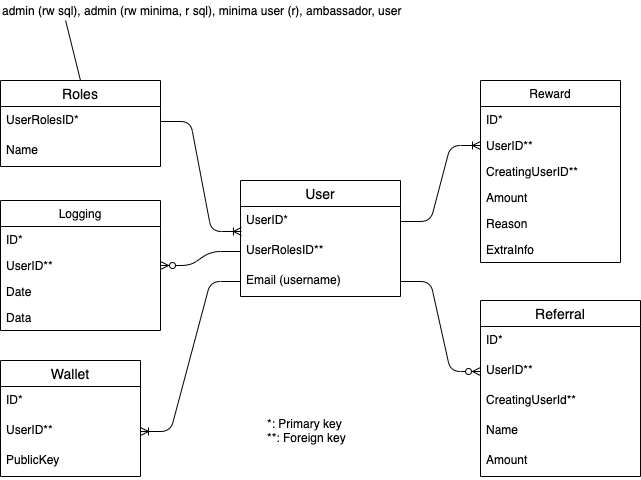 admin (rw sql), admin (rw minima, r sql), minima user (r), ambassador, user
Roles
UserRolesID*
Name
Logging
ID*
UserID**
Date
Data
Wallet
ID*
UserID**
PublicKey
User
UserID*
UserRolesID**
Email (username)
*: Primary key
**: Foreign key
Reward
ID*
UserID**
CreatingUserID**
Amount
Reason
ExtraInfo
Referral
ID*
UserID**
CreatingUserId**
Name
Amount